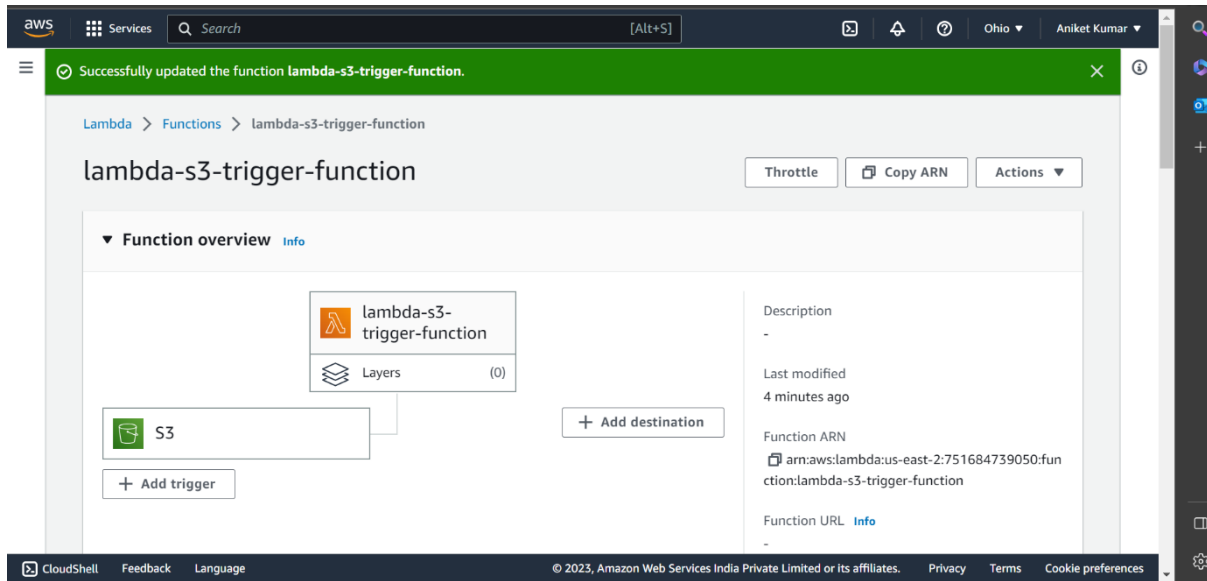 aws
Services
Search
[Alt+S]
Ohio
Aniket Kumar
Successfully updated the function lambda-s3-trigger-function.
Lambda > Functions > lambda-s3-trigger-function
lambda-s3-trigger-function
Throttle
Copy ARN
Actions
Function overview Info
lambda-s3-
trigger-function
Layers (0)
S3
+ Add trigger
+ Add destination
Description
-
Last modified
4 minutes ago
Function ARN
arn:aws:lambda:us-east-2:751684739050:fun
ction:lambda-s3-trigger-function
Function URL Info
-
CloudShell Feedback Language © 2023, Amazon Web Services India Private Limited or its affiliates. Privacy Terms Cookie preferences